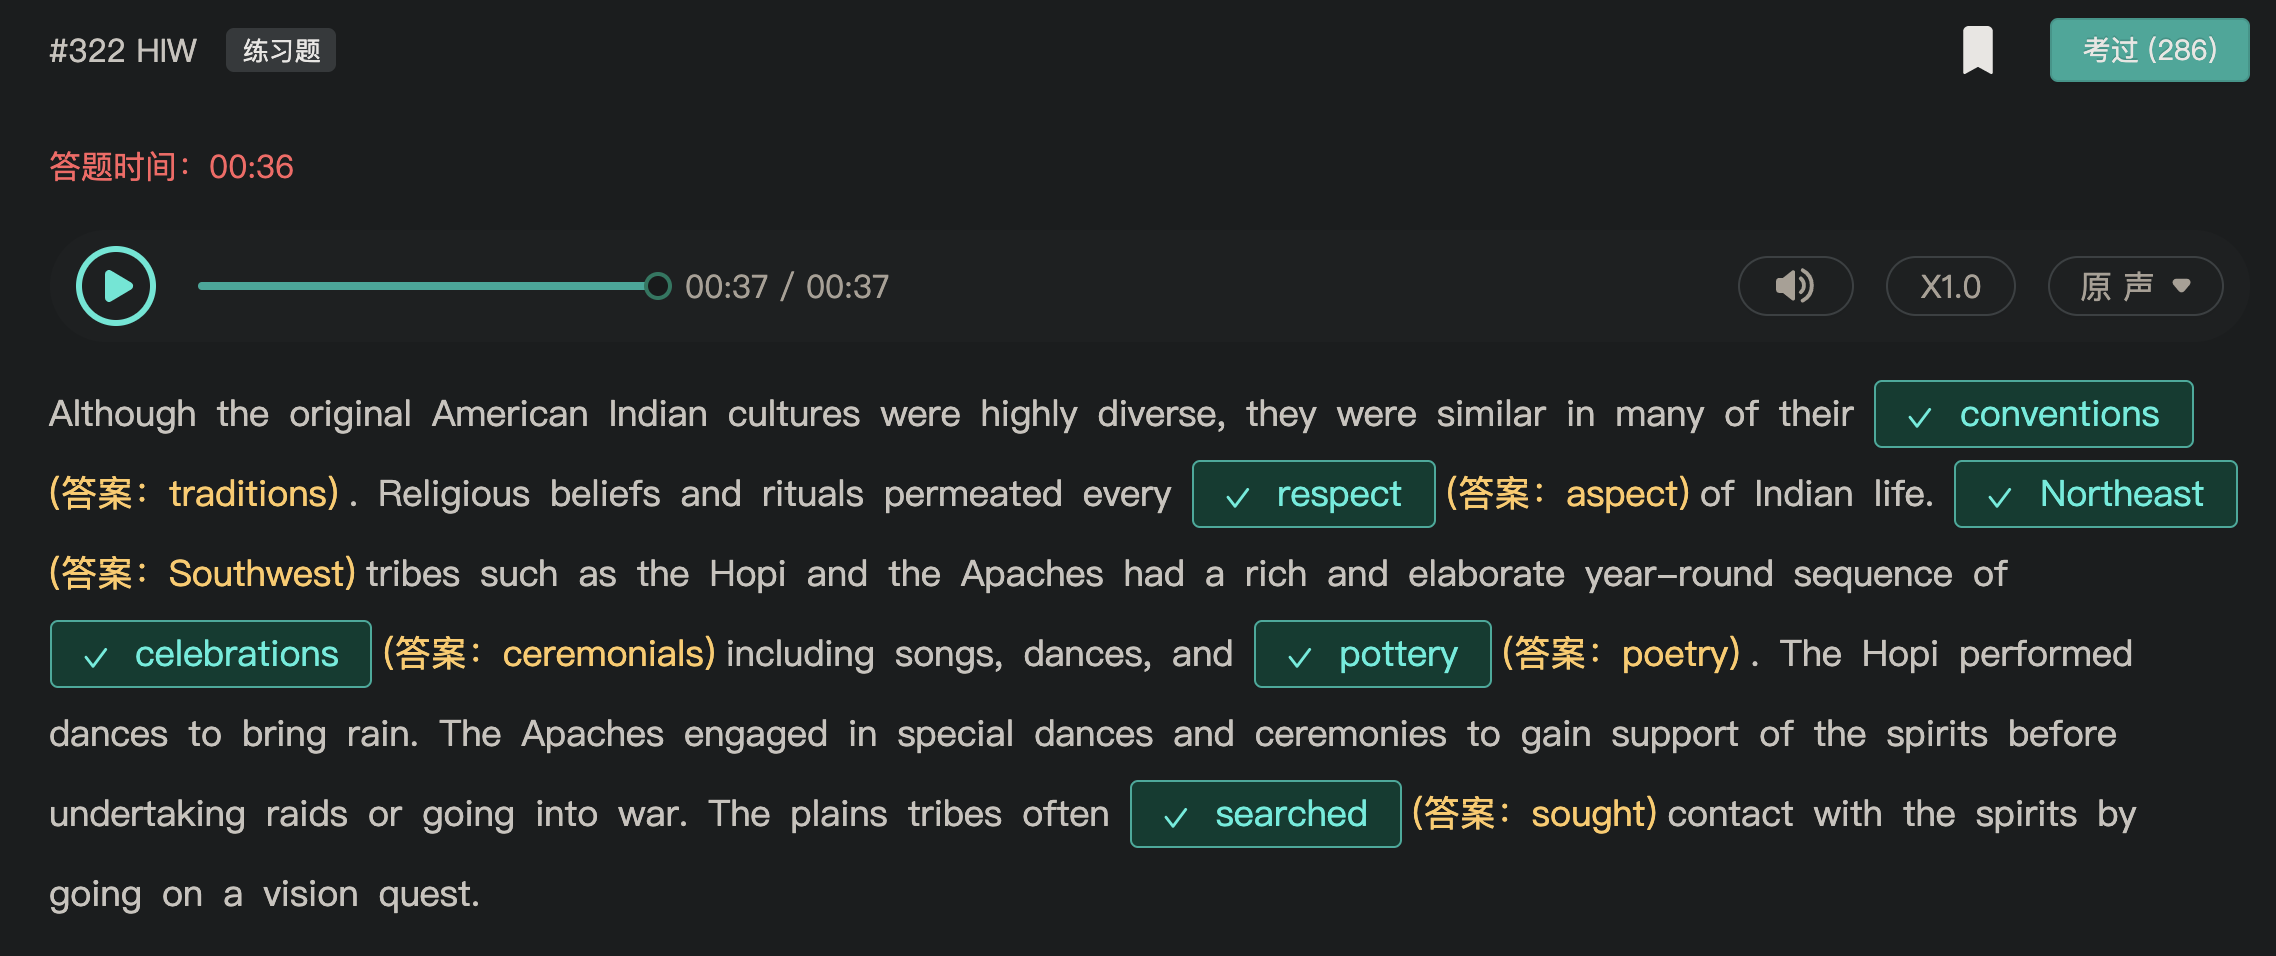 #322 HIW 练习题 考过 (286)
答题时间：00:36
00:37 / 00:37 X1.0 原声
Although the original American Indian cultures were highly diverse, they were similar in many of their conventions
(答案：traditions) . Religious beliefs and rituals permeated every respect (答案：aspect) of Indian life. Northeast
(答案：Southwest) tribes such as the Hopi and the Apaches had a rich and elaborate year-round sequence of
celebrations (答案：ceremonials) including songs, dances, and pottery (答案：poetry) . The Hopi performed
dances to bring rain. The Apaches engaged in special dances and ceremonies to gain support of the spirits before
undertaking raids or going into war. The plains tribes often searched (答案：sought) contact with the spirits by
going on a vision quest.